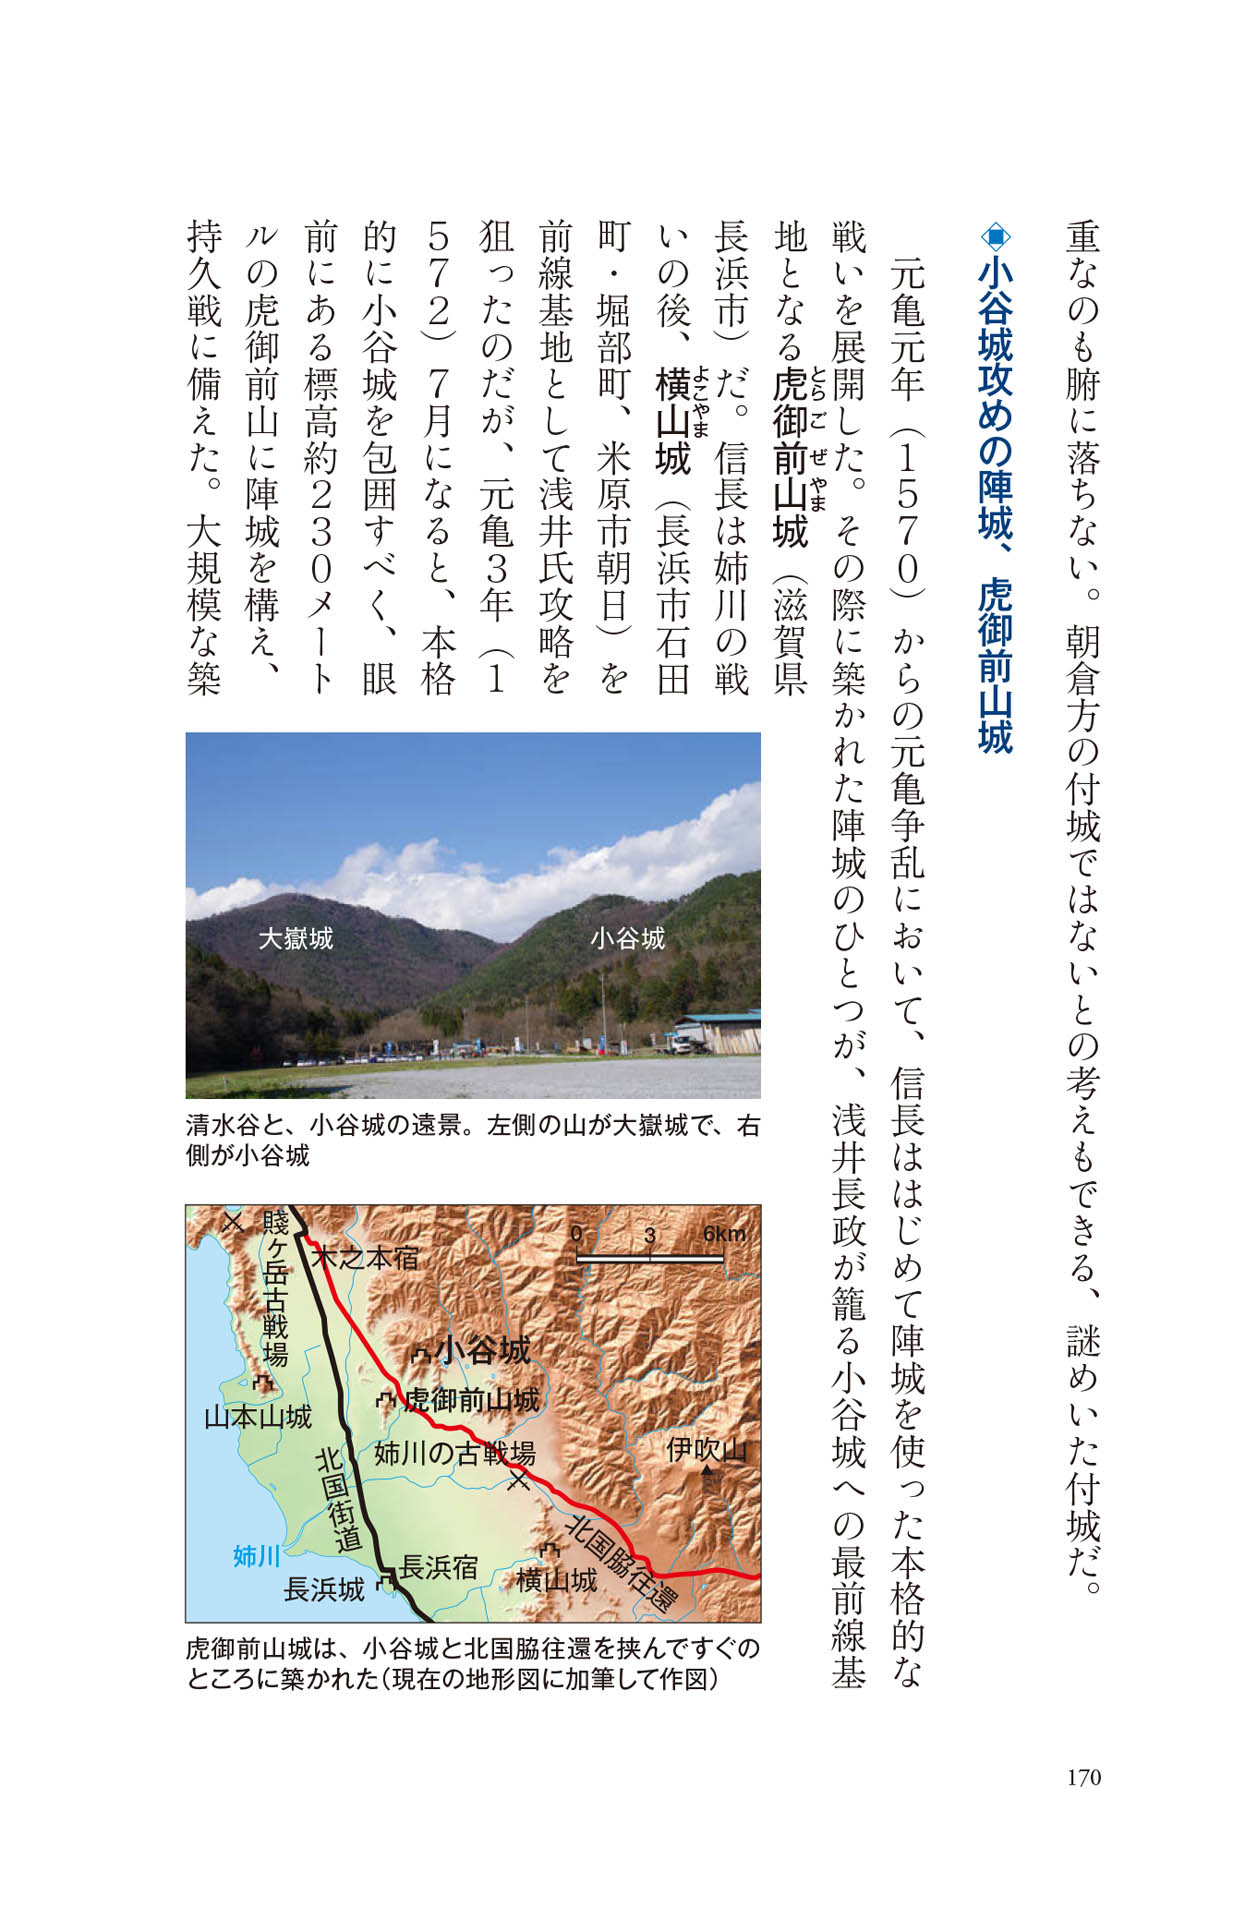 重なのも腑に落ちない。朝倉方の付城ではないとの考えもできる、謎めいた付城だ。
◈小谷城攻めの陣城、虎御前山城
元亀元年（1570）からの元亀争乱において、信長ははじめて陣城を使った本格的な
戦いを展開した。その際に築かれた陣城のひとつが、浅井長政が籠る小谷城への最前線基
地となる虎御前山城（滋賀県
とらごぜやま
長浜市）だ。信長は姉川の戦
いの後、横山城（長浜市石田
よこやま
町・堀部町、米原市朝日）を
前線基地として浅井氏攻略を
狙ったのだが、元亀3年（1
572）7月になると、本格
的に小谷城を包囲すべく、眼
前にある標高約230メート
ルの虎御前山に陣城を構え、
持久戦に備えた。大規模な築
大嶽城
小谷城
清水谷と、小谷城の遠景。左側の山が大嶽城で、右
側が小谷城
賤ヶ岳古戦場
木之本宿
0 3 6km
小谷城
虎御前山城
山本山城
姉川の古戦場
伊吹山
北国街道
姉川
長浜宿
長浜城
横山城
北国脇往還
虎御前山城は、小谷城と北国脇往還を挟んですぐの
ところに築かれた（現在の地形図に加筆して作図）
170